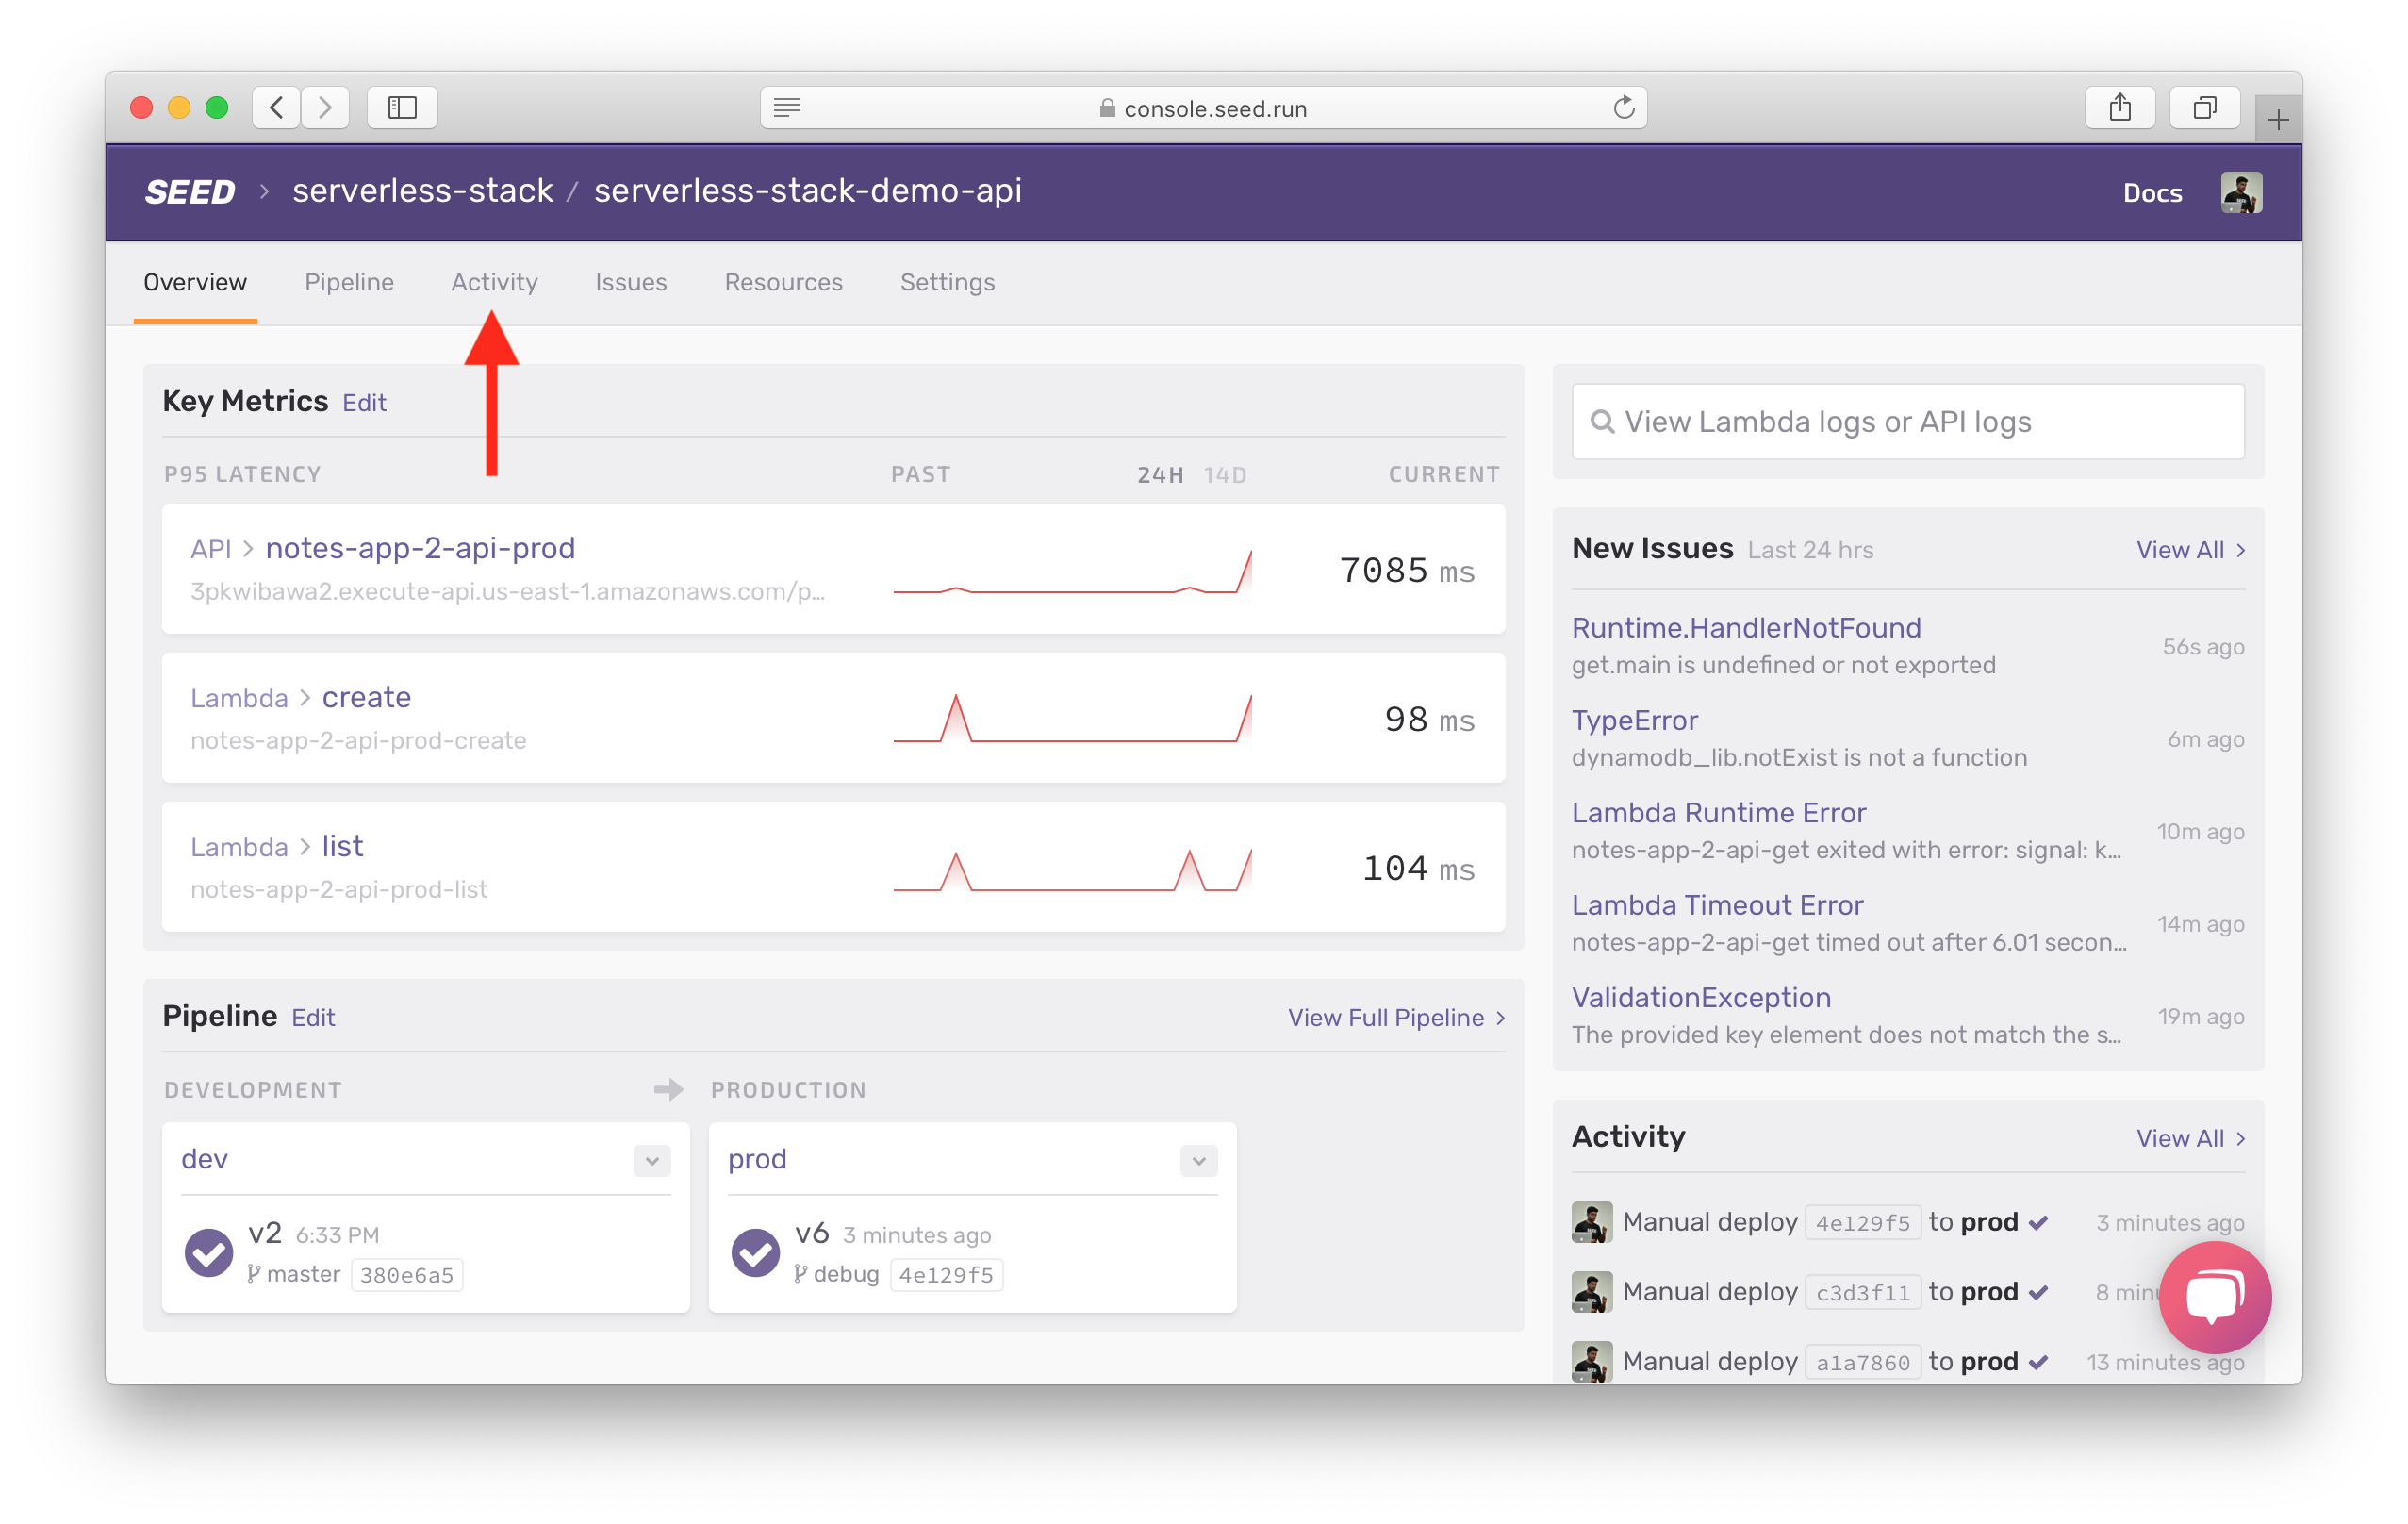 console.seed.run
SEED > serverless-stack / serverless-stack-demo-api
Docs
Overview
Pipeline
Activity
Issues
Resources
Settings
Key Metrics Edit
P95 LATENCY
PAST
24H 14D
CURRENT
API > notes-app-2-api-prod
3pkwibawa2.execute-api.us-east-1.amazonaws.com/p...
7085 ms
Lambda > create
notes-app-2-api-prod-create
98 ms
Lambda > list
notes-app-2-api-prod-list
104 ms
Pipeline Edit
View Full Pipeline >
DEVELOPMENT
PRODUCTION
dev
v2 6:33 PM
master 380e6a5
prod
v6 3 minutes ago
debug 4e129f5
View Lambda logs or API logs
New Issues Last 24 hrs
View All >
Runtime.HandlerNotFound
get.main is undefined or not exported
56s ago
TypeError
dynamodb_lib.notExist is not a function
6m ago
Lambda Runtime Error
notes-app-2-api-get exited with error: signal: k...
10m ago
Lambda Timeout Error
notes-app-2-api-get timed out after 6.01 secon...
14m ago
ValidationException
The provided key element does not match the s...
19m ago
Activity
View All >
Manual deploy 4e129f5 to prod
3 minutes ago
Manual deploy c3d3f11 to prod
8
Manual deploy a1a7860 to prod
13 minutes ago